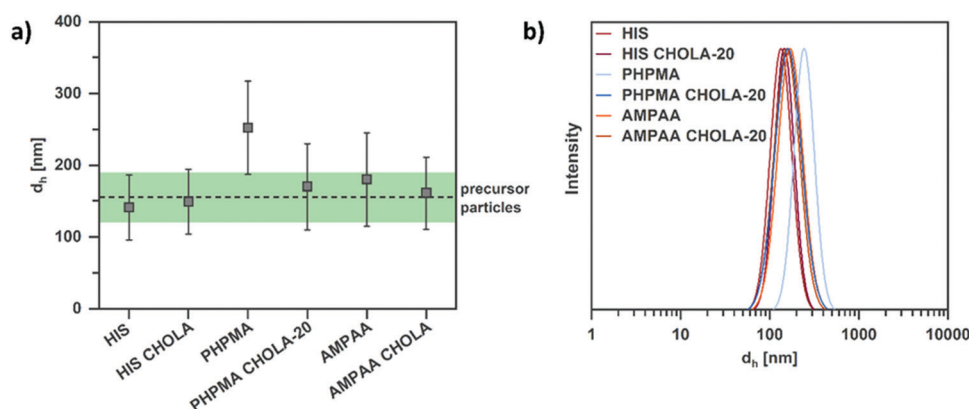 a)
400
300
200
100
0
d_h [nm]
precursor
particles
HIS
HIS CHOLA
PHPMA
PHPMA CHOLA-20
AMPAA
AMPAA CHOLA
b)
HIS
HIS CHOLA-20
PHPMA
PHPMA CHOLA-20
AMPAA
AMPAA CHOLA-20
Intensity
1
10
100
1000
10000
d_h [nm]